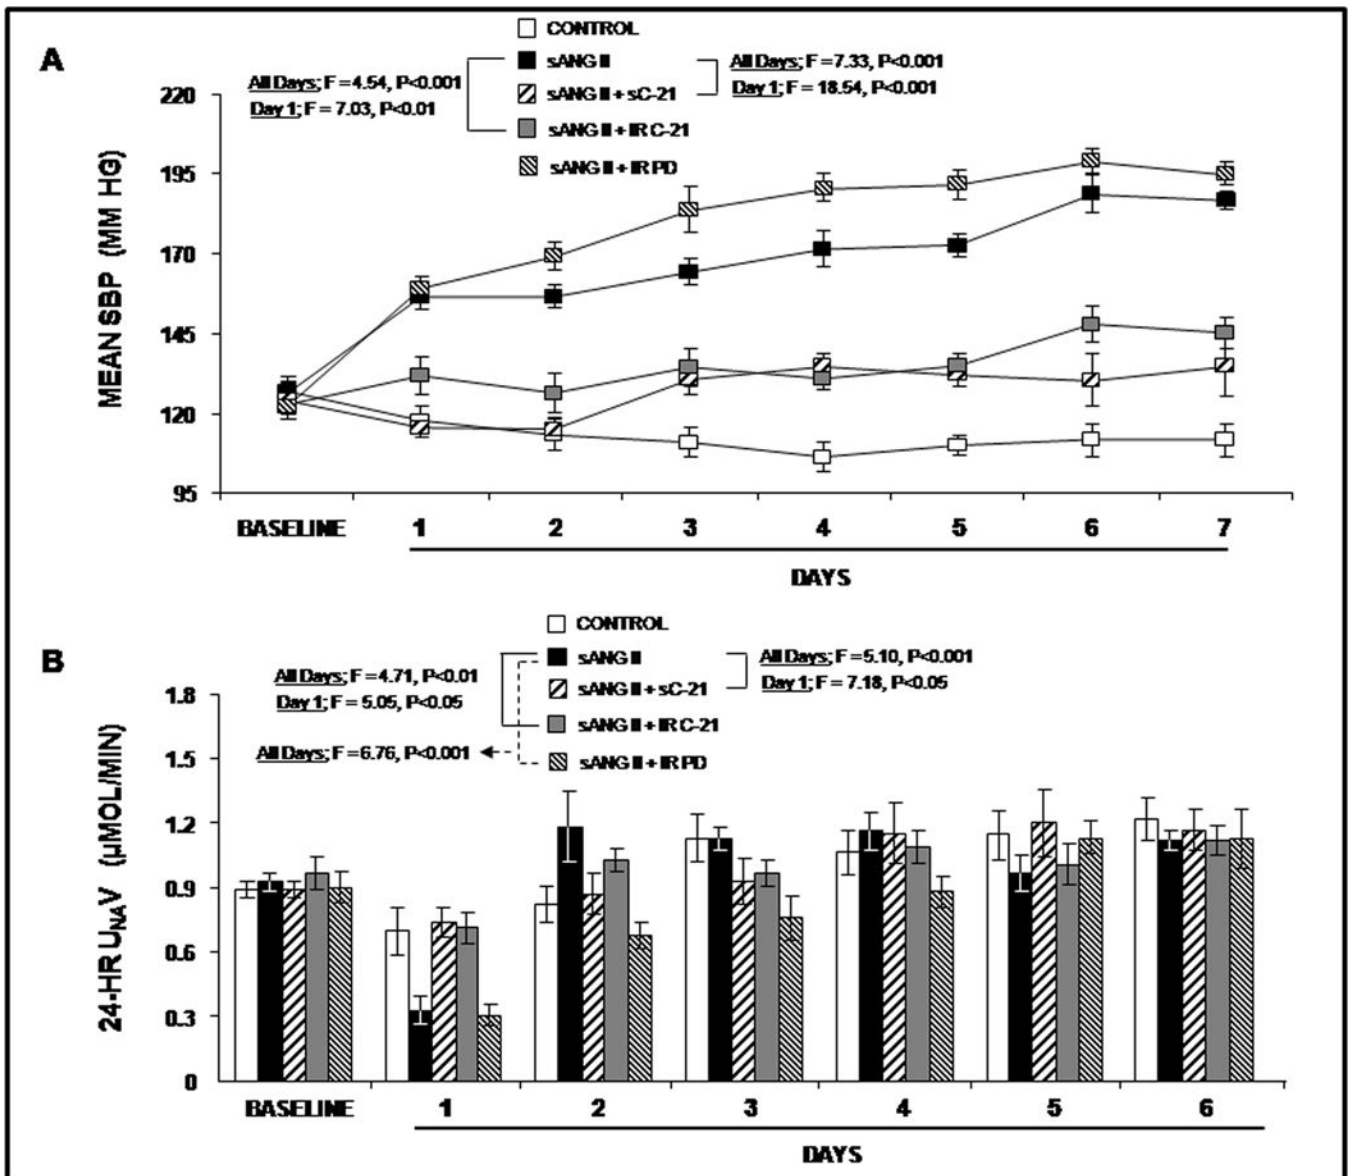 A
CONTROL
sANG II
sANG II + sC-21
sANG II + IR C-21
sANG II + IR PD
All Days; F = 4.54, P<0.001
Day 1; F = 7.03, P<0.01
All Days; F = 7.33, P<0.001
Day 1; F = 18.54, P<0.001
MEAN SBP (MM HG)
220
195
170
145
120
95
BASELINE 1 2 3 4 5 6 7
DAYS
B
CONTROL
sANG II
sANG II + sC-21
sANG II + IR C-21
sANG II + IR PD
All Days; F = 4.71, P<0.01
Day 1; F = 5.05, P<0.05
All Days; F = 6.76, P<0.001
All Days; F = 5.10, P<0.001
Day 1; F = 7.18, P<0.05
24-HR UNAV (µMOL/MIN)
1.8
1.5
1.2
0.9
0.6
0.3
0
BASELINE 1 2 3 4 5 6
DAYS